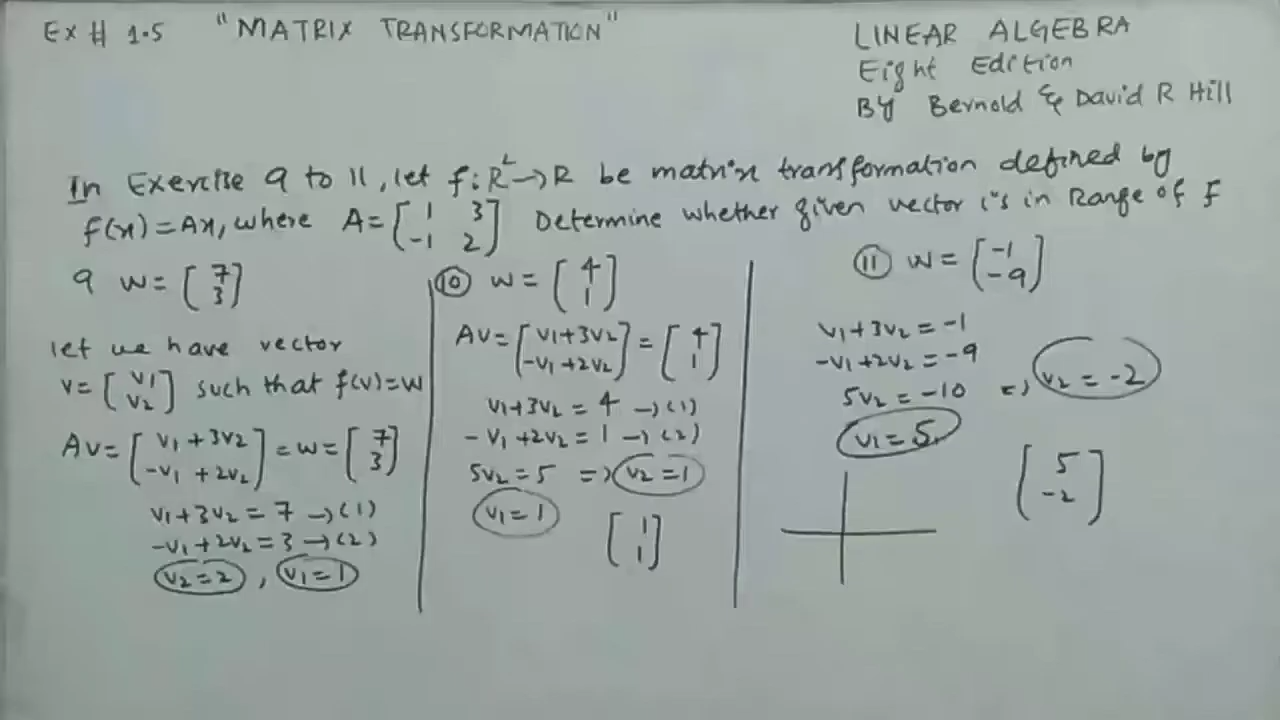 Ex # 1.5 "MATRIX TRANSFORMATION"
LINEAR ALGEBRA
Eight Edition
By Bernold & David R Hill
In Exercise 9 to 11, let f: R² → R be matrix transformation defined by
f(x) = Ax, where A = [1 3; -1 2] Determine whether given vector is in Range of F
9 w = [7; 3]
let we have vector
v = [v1; v2] such that f(v) = w
Av = [v1 + 3v2; -v1 + 2v2] = w = [7; 3]
v1 + 3v2 = 7 → (1)
-v1 + 2v2 = 3 → (2)
v2 = 2, v1 = 1
⑩ w = [4; 1]
Av = [v1 + 3v2; -v1 + 2v2] = [4; 1]
v1 + 3v2 = 4 → (1)
-v1 + 2v2 = 1 → (2)
5v2 = 5 ⇒ v2 = 1
v1 = 1
[1; 1]
⑪ w = [-1; -9]
v1 + 3v2 = -1
-v1 + 2v2 = -9
5v2 = -10 ⇒ v2 = -2
v1 = 5
[5; -2]